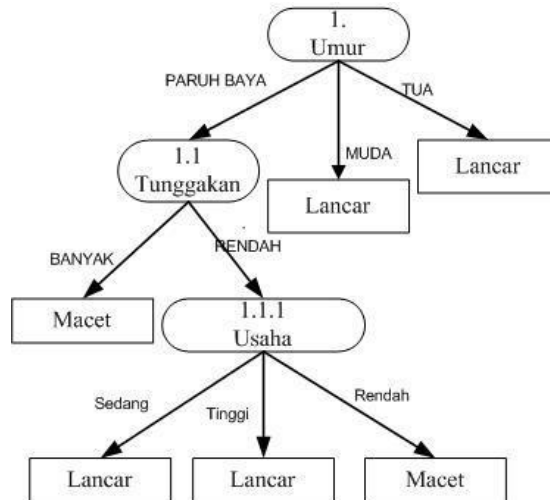 1.
Umur
PARUH BAYA
TUA
MUDA
1.1
Tunggakan
Lancar
Lancar
BANYAK
RENDAH
Macet
1.1.1
Usaha
Sedang
Tinggi
Rendah
Lancar
Lancar
Macet